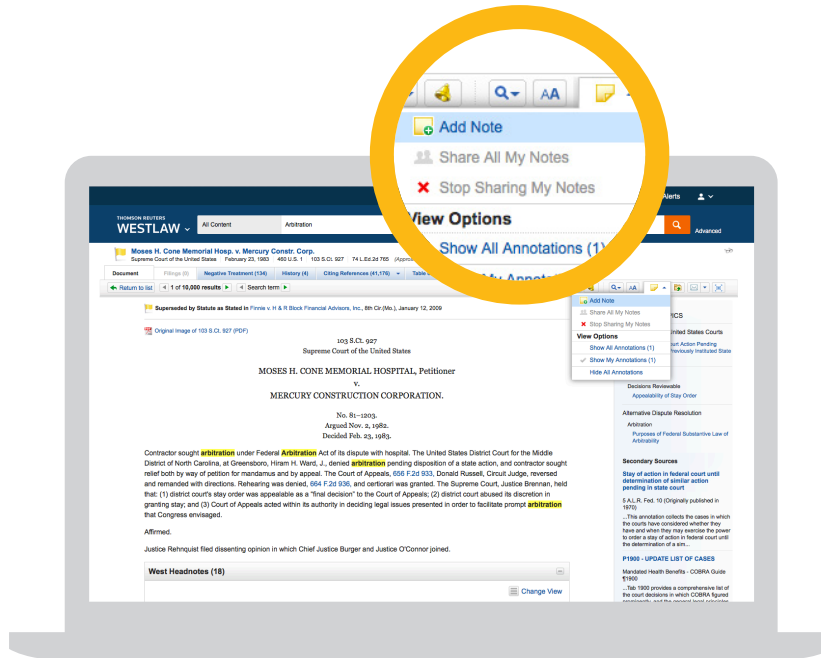 AA
Add Note
Share All My Notes
Stop Sharing My Notes
View Options
Show All Annotations (1)
Alerts
THOMSON REUTERS
WESTLAW
All Content
Arbitration
Advanced
Moses H. Cone Memorial Hosp. v. Mercury Constr. Corp.
Supreme Court of the United States February 23, 1983 460 U.S. 1 103 S.Ct. 927 74 L.Ed.2d 765
Document Filings (0) Negative Treatment (134) History (4) Citing References (41,176)
Return to list 1 of 10,000 results Search term
AA
Add Note
Share All My Notes
Stop Sharing My Notes
View Options
Show All Annotations (1)
Show My Annotations (1)
Hide All Annotations
Superseded by Statute as Stated in Finnie v. H & R Block Financial Advisors, Inc., 8th Cir.(Mo.), January 12, 2009
Original Image of 103 S.Ct. 927 (PDF)
103 S.Ct. 927
Supreme Court of the United States
MOSES H. CONE MEMORIAL HOSPITAL, Petitioner
v.
MERCURY CONSTRUCTION CORPORATION.
No. 81–1203.
Argued Nov. 2, 1982.
Decided Feb. 23, 1983.
Contractor sought arbitration under Federal Arbitration Act of its dispute with hospital. The United States District Court for the Middle
District of North Carolina, at Greensboro, Hiram H. Ward, J., denied arbitration pending disposition of a state action, and contractor sought
relief both by way of petition for mandamus and by appeal. The Court of Appeals, 656 F.2d 933, Donald Russell, Circuit Judge, reversed
and remanded with directions. Rehearing was denied, 664 F.2d 936, and certiorari was granted. The Supreme Court, Justice Brennan, held
that: (1) district court's stay order was appealable as a "final decision" to the Court of Appeals; (2) district court abused its discretion in
granting stay; and (3) Court of Appeals acted within its authority in deciding legal issues presented in order to facilitate prompt arbitration
that Congress envisaged.
Affirmed.
Justice Rehnquist filed dissenting opinion in which Chief Justice Burger and Justice O'Connor joined.
West Headnotes (18)
Change View
United States Courts
Court Action Pending
Previously Instituted State
Decisions Reviewable
Appealability of Stay Order
Alternative Dispute Resolution
Arbitration
Purposes of Federal Substantive Law of
Arbitrability
Secondary Sources
Stay of action in federal court until
determination of similar action
pending in state court
5 A.L.R. Fed. 10 (Originally published in
1970)
...This annotation collects the cases in which
the courts have considered whether they
have and when they may exercise the power
to order a stay of action in federal court until
the determination of a sim...
P1900 - UPDATE LIST OF CASES
Mandated Health Benefits - COBRA Guide
¶1900
...Tab 1900 provides a comprehensive list of
the court decisions in which COBRA figured